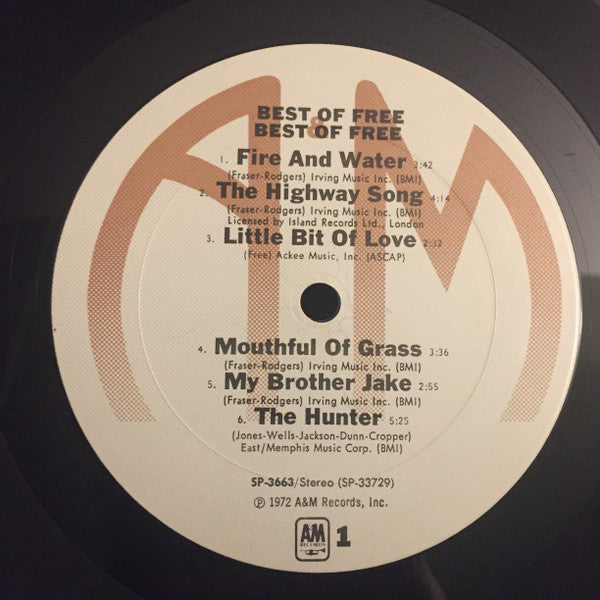 BEST OF FREE
BEST OF FREE
1. Fire And Water 3:42
(Fraser-Rodgers) Irving Music Inc. (BMI)
2. The Highway Song 4:14
(Fraser-Rodgers) Irving Music Inc. (BMI)
Licensed by Island Records Ltd., London
3. Little Bit Of Love 2:32
(Free) Ackee Music, Inc. (ASCAP)
4. Mouthful Of Grass 3:36
(Fraser-Rodgers) Irving Music Inc. (BMI)
5. My Brother Jake 2:55
(Fraser-Rodgers) Irving Music Inc. (BMI)
6. The Hunter 5:25
(Jones-Wells-Jackson-Dunn-Cropper)
East/Memphis Music Corp. (BMI)
SP-3663/Stereo (SP-33729)
℗ 1972 A&M Records, Inc.
A&M RECORDS 1
A&M